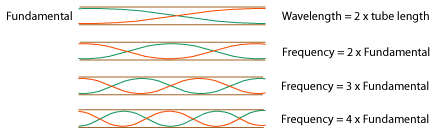 Fundamental Wavelength = 2 x tube length
Frequency = 2 x Fundamental
Frequency = 3 x Fundamental
Frequency = 4 x Fundamental